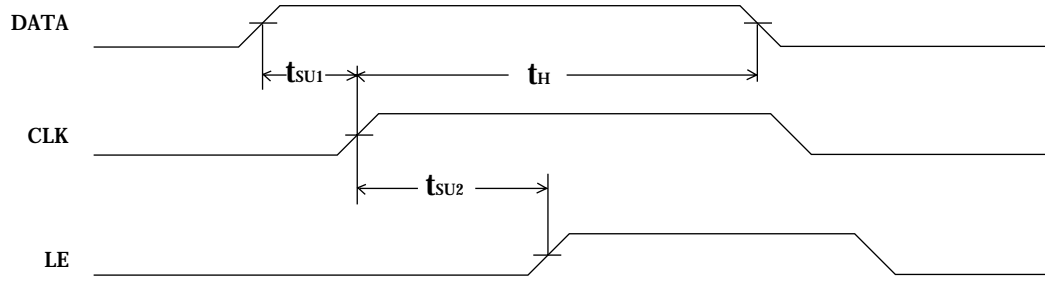 DATA
tSU1
tH
CLK
tSU2
LE